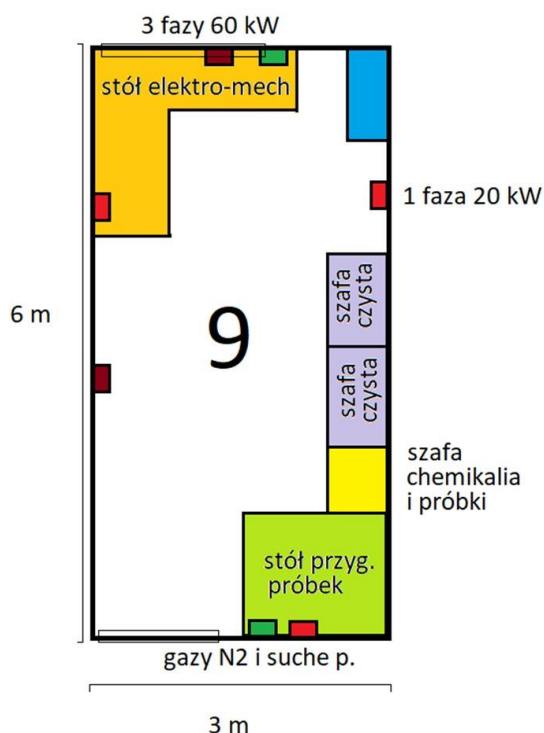 3 fazy 60 kW
stół elektro-mech
1 faza 20 kW
6 m
9
szafa
czysta
szafa
czysta
szafa
chemikalia
i próbki
stół przyg.
próbek
gazy N2 i suche p.
3 m